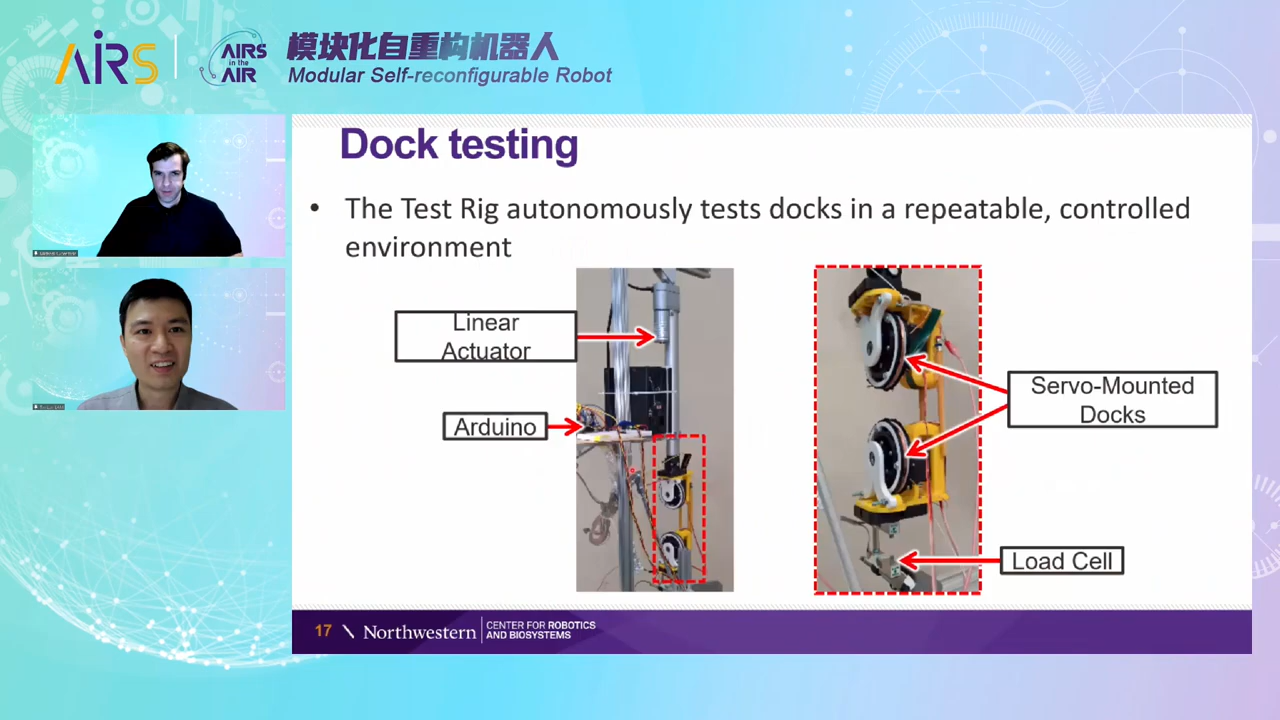 AIRS
AIRS
in the
AIR
模块化自重构机器人
Modular Self-reconfigurable Robot
Dock testing
• The Test Rig autonomously tests docks in a repeatable, controlled
environment
Linear
Actuator
Arduino
Servo-Mounted
Docks
Load Cell
17
Northwestern
CENTER FOR ROBOTICS
AND BIOSYSTEMS